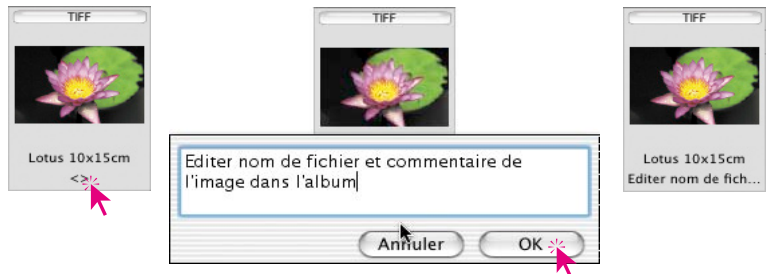 TIFF
Lotus 10x15cm
<>
TIFF
Editer nom de fichier et commentaire de
l'image dans l'album
Annuler
OK
TIFF
Lotus 10x15cm
Editer nom de fich...